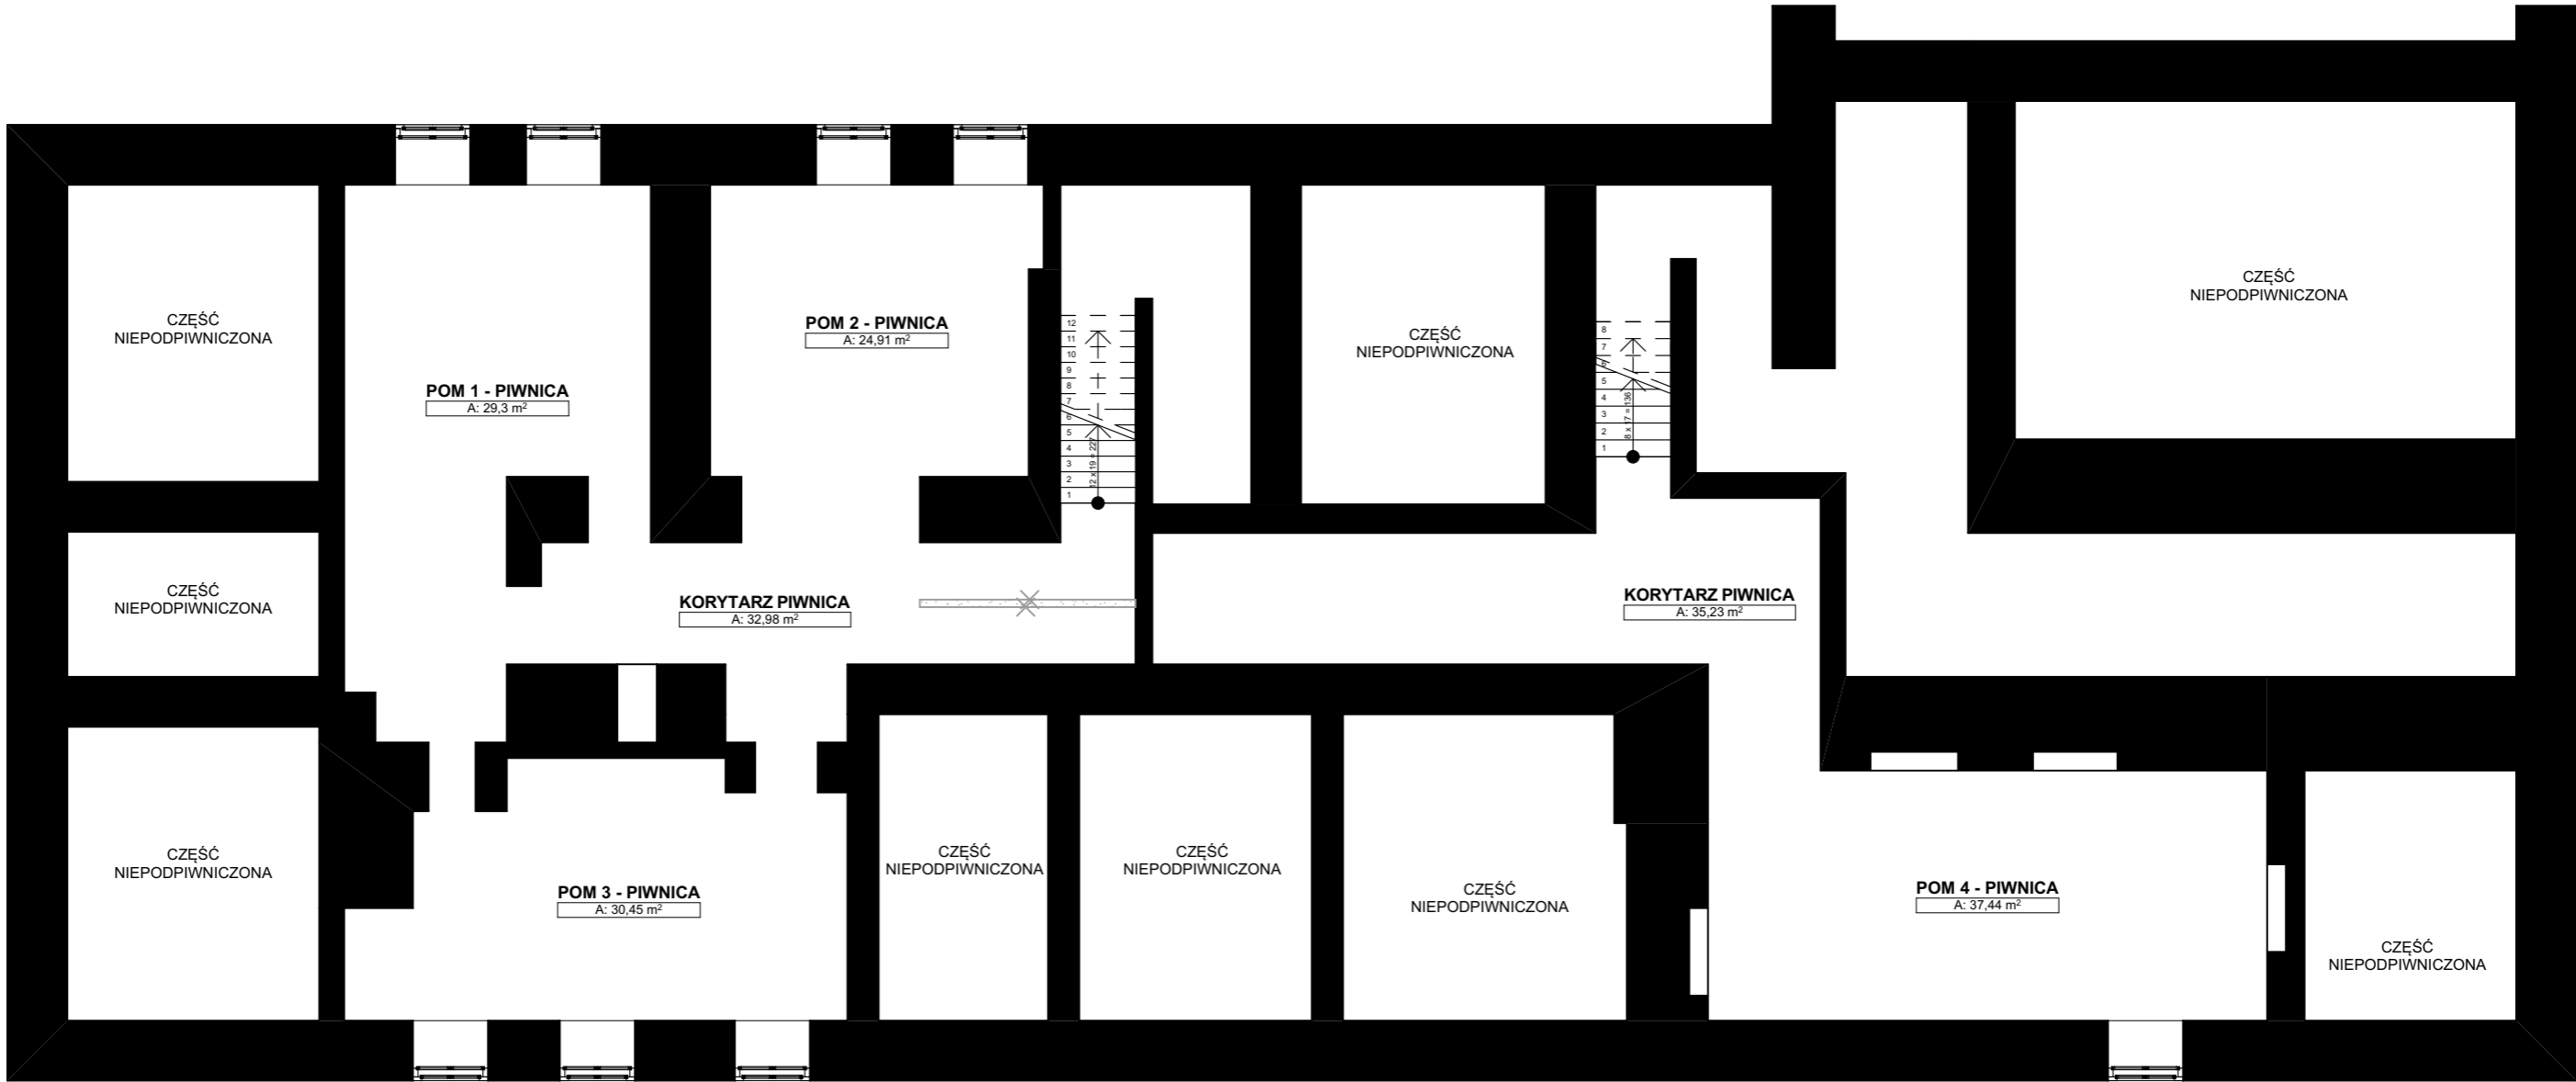 CZĘŚĆ
NIEPODPIWNICZONA
POM 1 - PIWNICA
A: 29,3 m²
POM 2 - PIWNICA
A: 24,91 m²
12
11
10
9
8
7
6
5
4
3
2
1
12 x 19 = 227
CZĘŚĆ
NIEPODPIWNICZONA
8
7
6
5
4
3
2
1
8 x 17 = 136
CZĘŚĆ
NIEPODPIWNICZONA
CZĘŚĆ
NIEPODPIWNICZONA
KORYTARZ PIWNICA
A: 32,98 m²
KORYTARZ PIWNICA
A: 35,23 m²
CZĘŚĆ
NIEPODPIWNICZONA
POM 3 - PIWNICA
A: 30,45 m²
CZĘŚĆ
NIEPODPIWNICZONA
CZĘŚĆ
NIEPODPIWNICZONA
CZĘŚĆ
NIEPODPIWNICZONA
POM 4 - PIWNICA
A: 37,44 m²
CZĘŚĆ
NIEPODPIWNICZONA